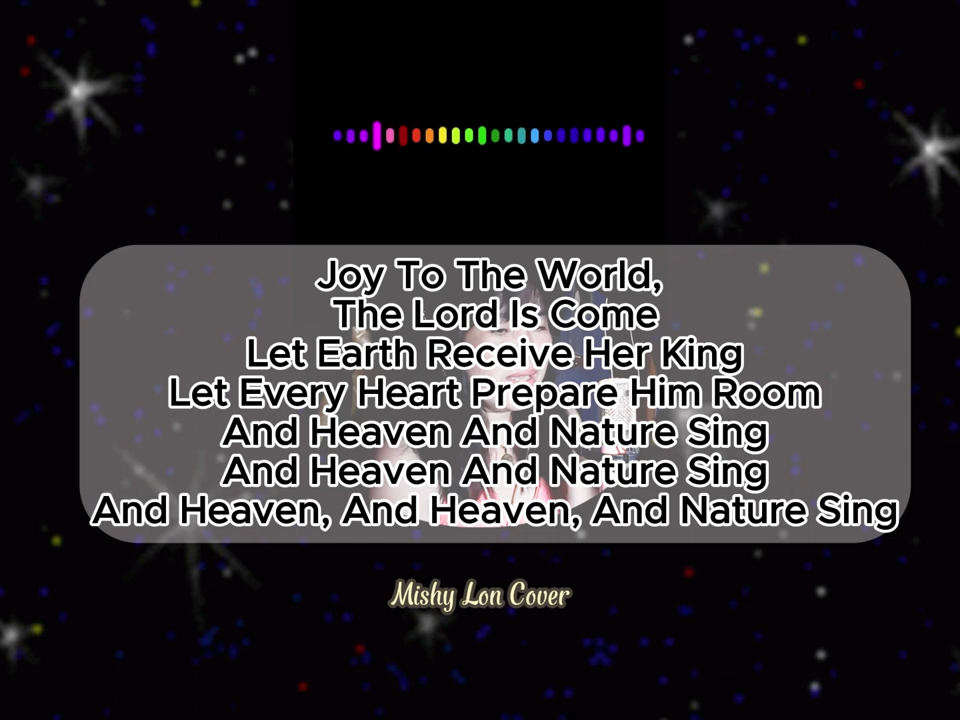 Joy To The World,
The Lord Is Come
Let Earth Receive Her King
Let Every Heart Prepare Him Room
And Heaven And Nature Sing
And Heaven And Nature Sing
And Heaven, And Heaven, And Nature Sing
Mishy Lon Cover